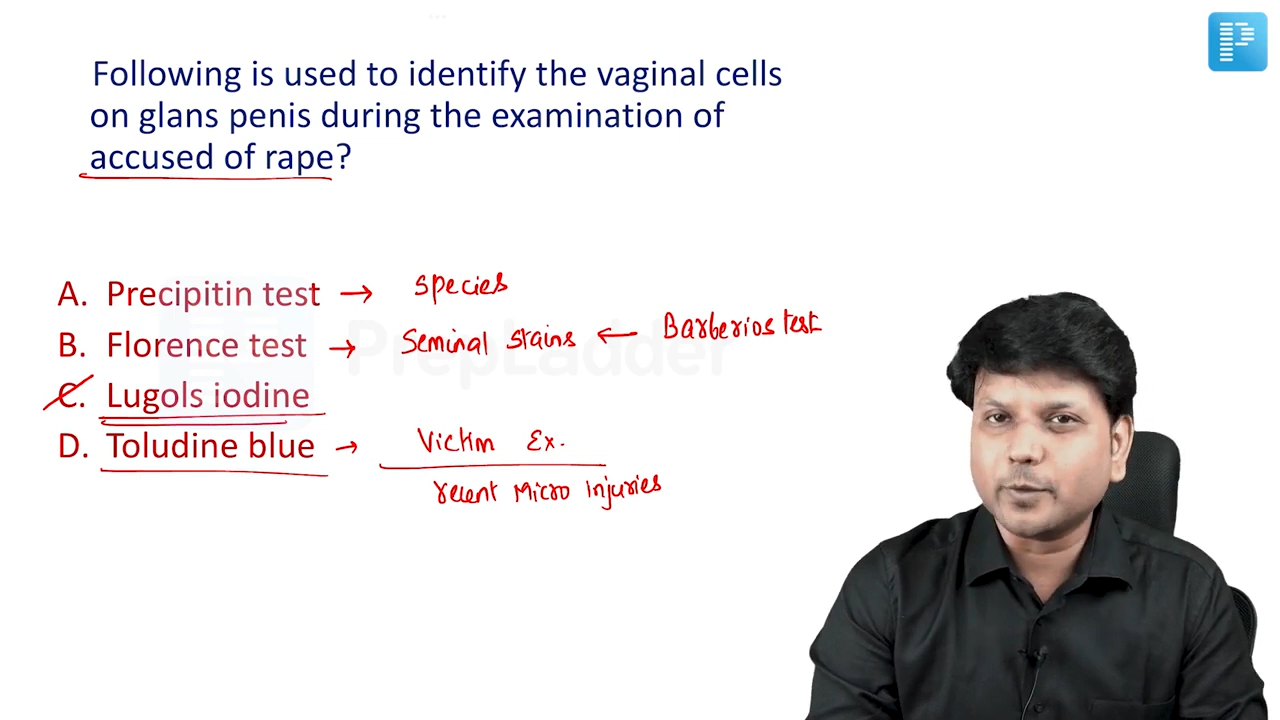 Following is used to identify the vaginal cells
on glans penis during the examination of
accused of rape?
A. Precipitin test → species
B. Florence test → Seminal stains ← Barberios test
C. Lugols iodine
D. Toludine blue → Victim Ex.
recent Micro Injuries
PrepLadder